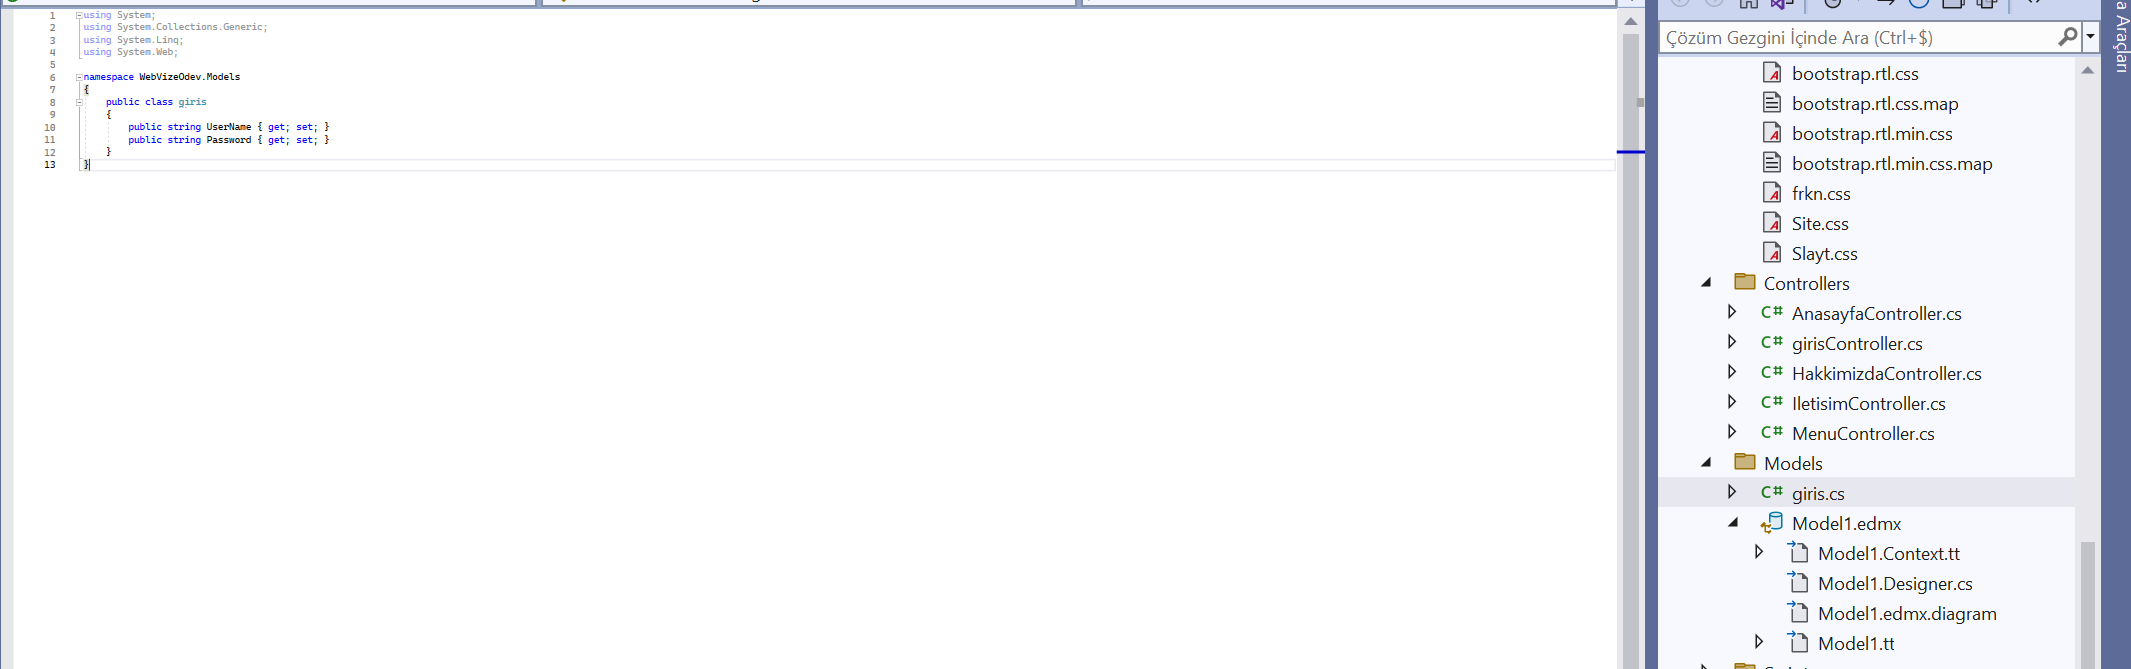 1 using System;
2 using System.Collections.Generic;
3 using System.Linq;
4 using System.Web;
5
6 namespace WebVizeOdev.Models
7 {
8 public class giris
9 {
10 public string UserName { get; set; }
11 public string Password { get; set; }
12 }
13 }
Çözüm Gezgini İçinde Ara (Ctrl+$)
bootstrap.rtl.css
bootstrap.rtl.css.map
bootstrap.rtl.min.css
bootstrap.rtl.min.css.map
frkn.css
Site.css
Slayt.css
Controllers
C# AnasayfaController.cs
C# girisController.cs
C# HakkimizdaController.cs
C# IletisimController.cs
C# MenuController.cs
Models
C# giris.cs
Model1.edmx
Model1.Context.tt
Model1.Designer.cs
Model1.edmx.diagram
Model1.tt
a Araçları